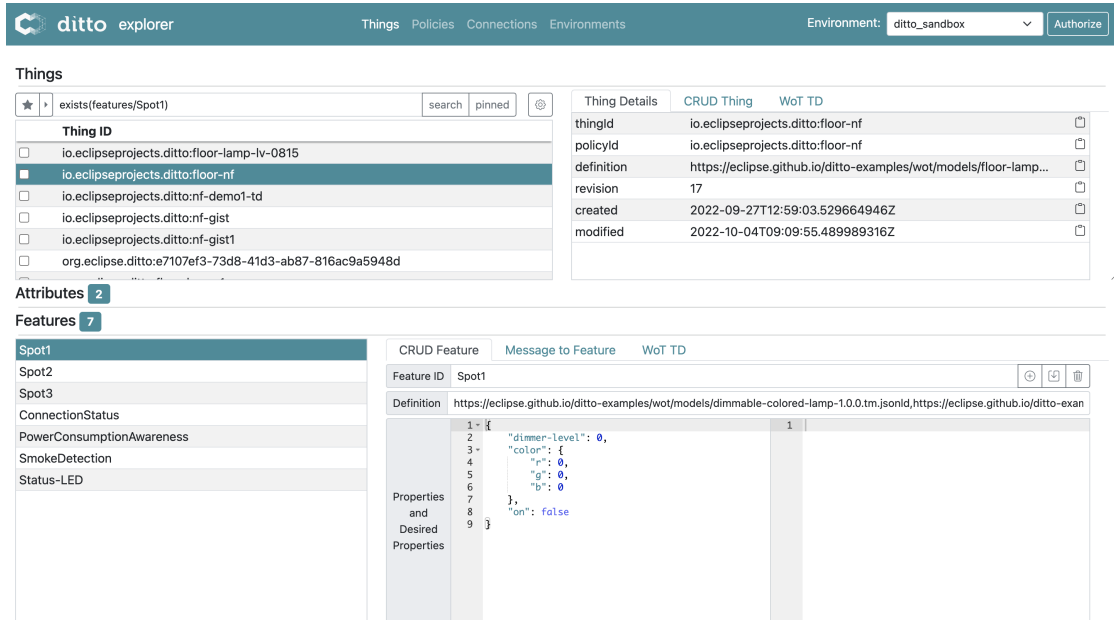 ditto explorer Things Policies Connections Environments Environment: ditto_sandbox Authorize
Things
exists(features/Spot1) search pinned
Thing ID
io.eclipseprojects.ditto:floor-lamp-lv-0815
io.eclipseprojects.ditto:floor-nf
io.eclipseprojects.ditto:nf-demo1-td
io.eclipseprojects.ditto:nf-gist
io.eclipseprojects.ditto:nf-gist1
org.eclipse.ditto:e7107ef3-73d8-41d3-ab87-816ac9a5948d
Thing Details CRUD Thing WoT TD
thingId io.eclipseprojects.ditto:floor-nf
policyId io.eclipseprojects.ditto:floor-nf
definition https://eclipse.github.io/ditto-examples/wot/models/floor-lamp...
revision 17
created 2022-09-27T12:59:03.529664946Z
modified 2022-10-04T09:09:55.489989316Z
Attributes 2
Features 7
Spot1
Spot2
Spot3
ConnectionStatus
PowerConsumptionAwareness
SmokeDetection
Status-LED
CRUD Feature Message to Feature WoT TD
Feature ID Spot1
Definition https://eclipse.github.io/ditto-examples/wot/models/dimmable-colored-lamp-1.0.0.tm.jsonld,https://eclipse.github.io/ditto-exan
Properties
and
Desired
Properties
1 {
2 "dimmer-level": 0,
3 "color": {
4 "r": 0,
5 "g": 0,
6 "b": 0
7 },
8 "on": false
9 }
1